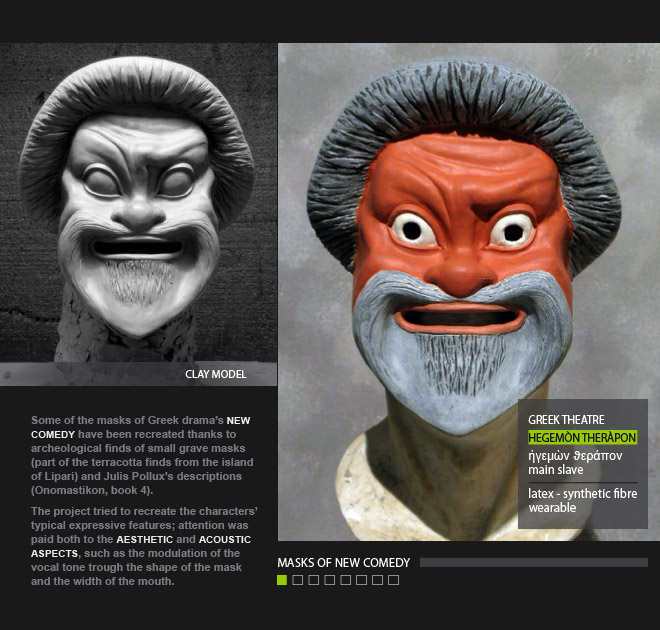 CLAY MODEL
Some of the masks of Greek drama's NEW
COMEDY have been recreated thanks to
archeological finds of small grave masks
(part of the terracotta finds from the island
of Lipari) and Julis Pollux's descriptions
(Onomastikon, book 4).
The project tried to recreate the characters'
typical expressive features; attention was
paid both to the AESTHETIC and ACOUSTIC
ASPECTS, such as the modulation of the
vocal tone trough the shape of the mask
and the width of the mouth.
GREEK THEATRE
HEGEMÒN THERÀPON
ἡγεμών ϑεράπον
main slave
latex - synthetic fibre
wearable
MASKS OF NEW COMEDY